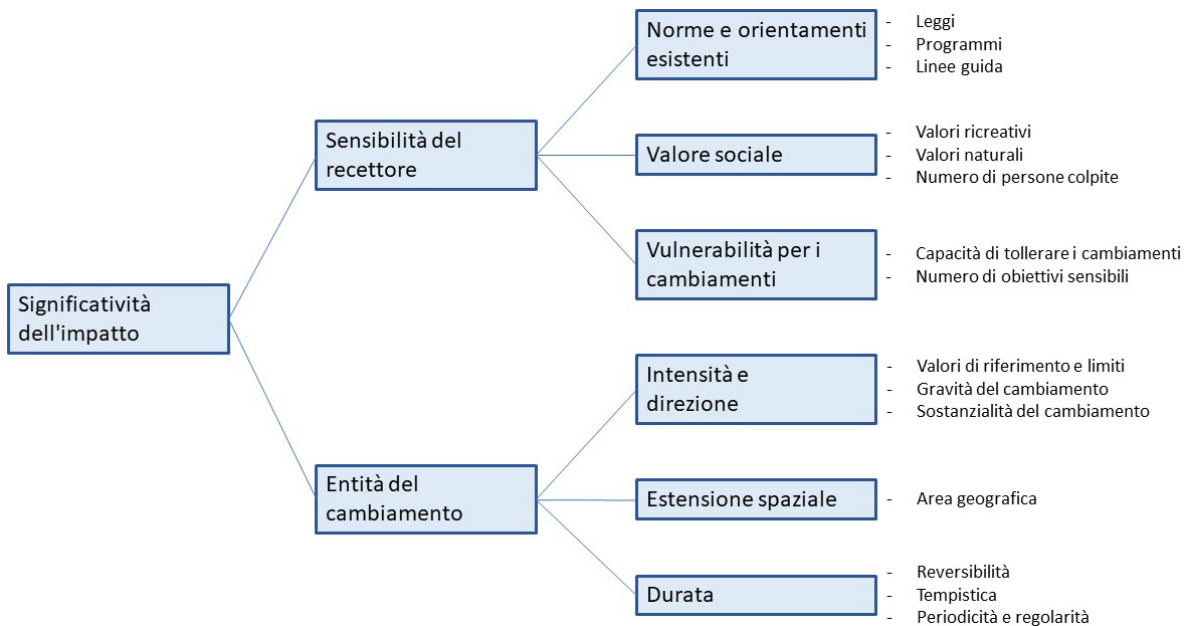 Norme e orientamenti
esistenti
- Leggi
- Programmi
- Linee guida
Sensibilità del
recettore
Valore sociale
- Valori ricreativi
- Valori naturali
- Numero di persone colpite
Vulnerabilità per i
cambiamenti
- Capacità di tollerare i cambiamenti
- Numero di obiettivi sensibili
Significatività
dell'impatto
Intensità e
direzione
- Valori di riferimento e limiti
- Gravità del cambiamento
- Sostanzialità del cambiamento
Entità del
cambiamento
Estensione spaziale
- Area geografica
Durata
- Reversibilità
- Tempistica
- Periodicità e regolarità